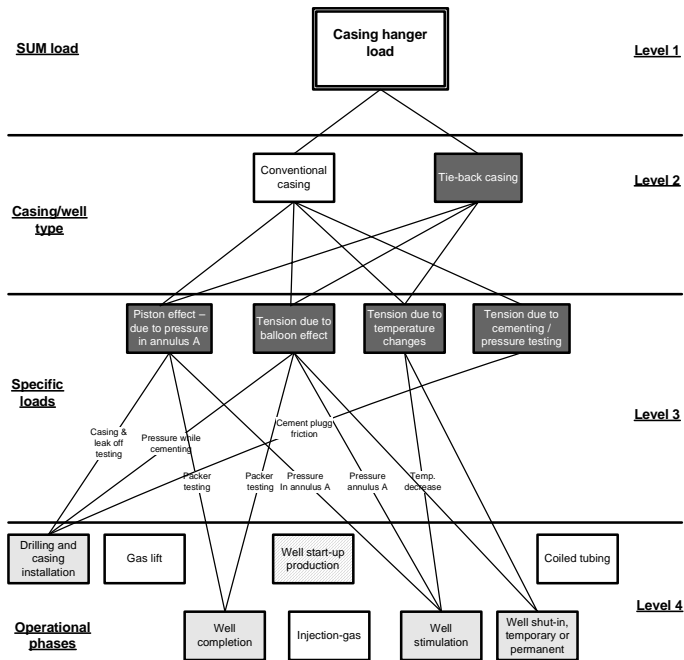 SUM load
Casing hanger
load
Level 1
Conventional
casing
Tie-back casing
Level 2
Casing/well
type
Piston effect –
due to pressure
in annulus A
Tension due to
balloon effect
Tension due to
temperature
changes
Tension due to
cementing /
pressure testing
Specific
loads
Level 3
Casing &
leak off
testing
Pressure while
cementing
Cement plugg
friction
Packer
testing
Packer
testing
Pressure
In annulus A
Pressure
annulus A
Temp.
decrease
Drilling and
casing
installation
Gas lift
Well start-up
production
Coiled tubing
Level 4
Operational
phases
Well
completion
Injection-gas
Well
stimulation
Well shut-in,
temporary or
permanent